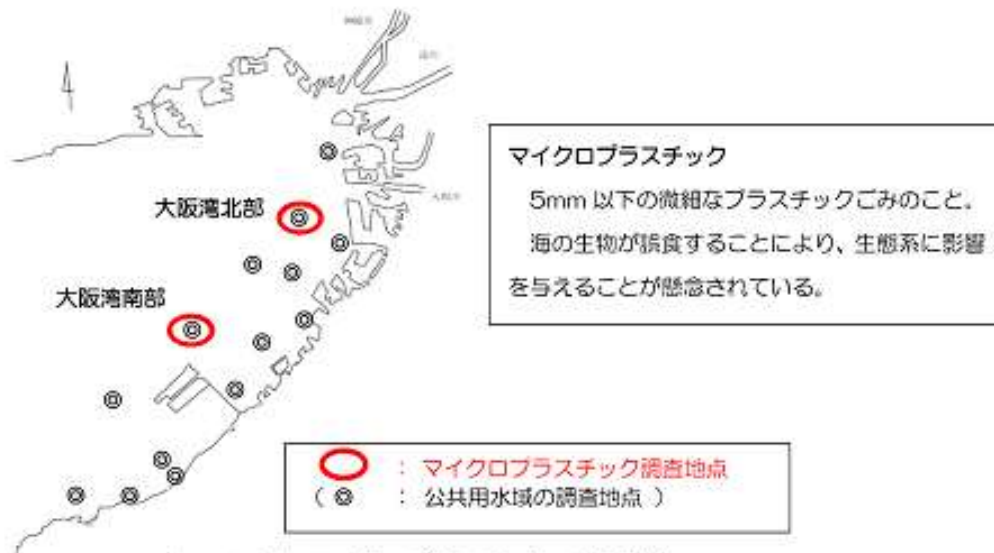 大阪湾北部
大阪湾南部
マイクロプラスチック
5mm 以下の微細なプラスチックごみのこと。
海の生物が誤食することにより、生態系に影響
を与えることが懸念されている。
: マイクロプラスチック調査地点
( ◎ : 公共用水域の調査地点 )